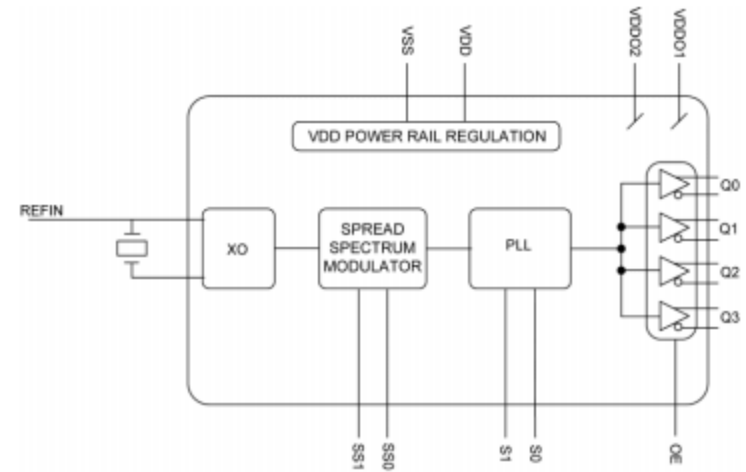 VSS
VDD
VDDO2
VDDO1
VDD POWER RAIL REGULATION
REFIN
XO
SPREAD
SPECTRUM
MODULATOR
PLL
Q0
Q1
Q2
Q3
SS1
SS0
S1
S0
OE